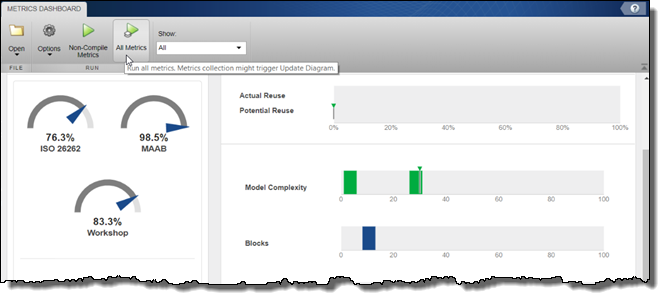 METRICS DASHBOARD
?
Open
Options
Non-Compile
Metrics
All Metrics
Show:
All
FILE
RUN
Run all metrics. Metrics collection might trigger Update Diagram.
76.3%
ISO 26262
98.5%
MAAB
83.3%
Workshop
Actual Reuse
Potential Reuse
0% 20% 40% 60% 80% 100%
Model Complexity
0 20 40 60 80 100
Blocks
0 20 40 60 80 100